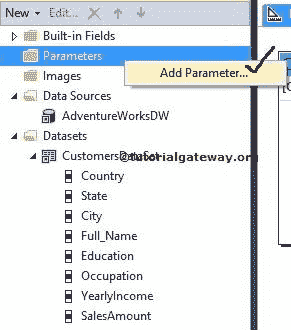 New Edit...
Built-in Fields
Parameters
Add Parameter...
Images
Data Sources
AdventureWorksDW
Datasets
CustomersDataSet
@tutorialgateway.org
Country
State
City
Full_Name
Education
Occupation
YearlyIncome
SalesAmount